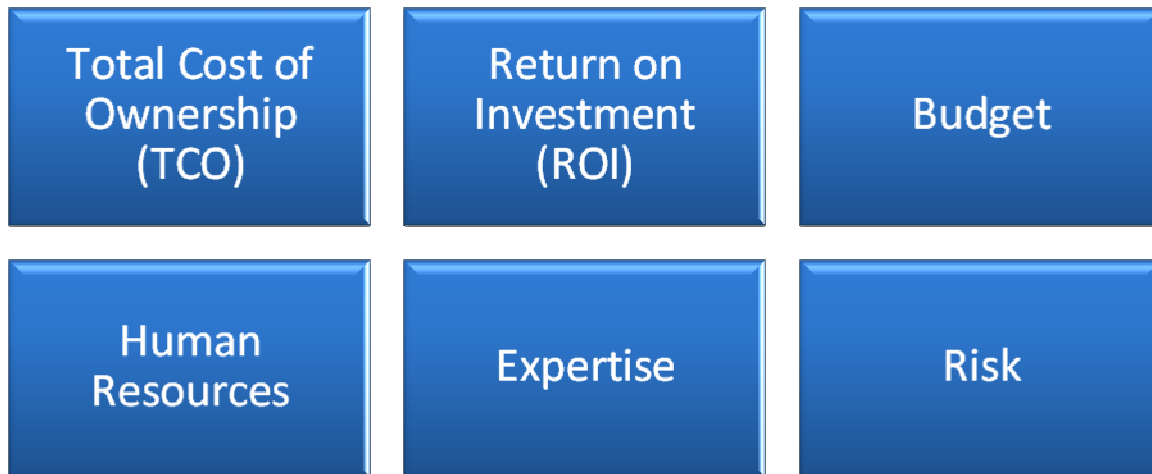 Total Cost of
Ownership
(TCO)
Return on
Investment
(ROI)
Budget
Human
Resources
Expertise
Risk